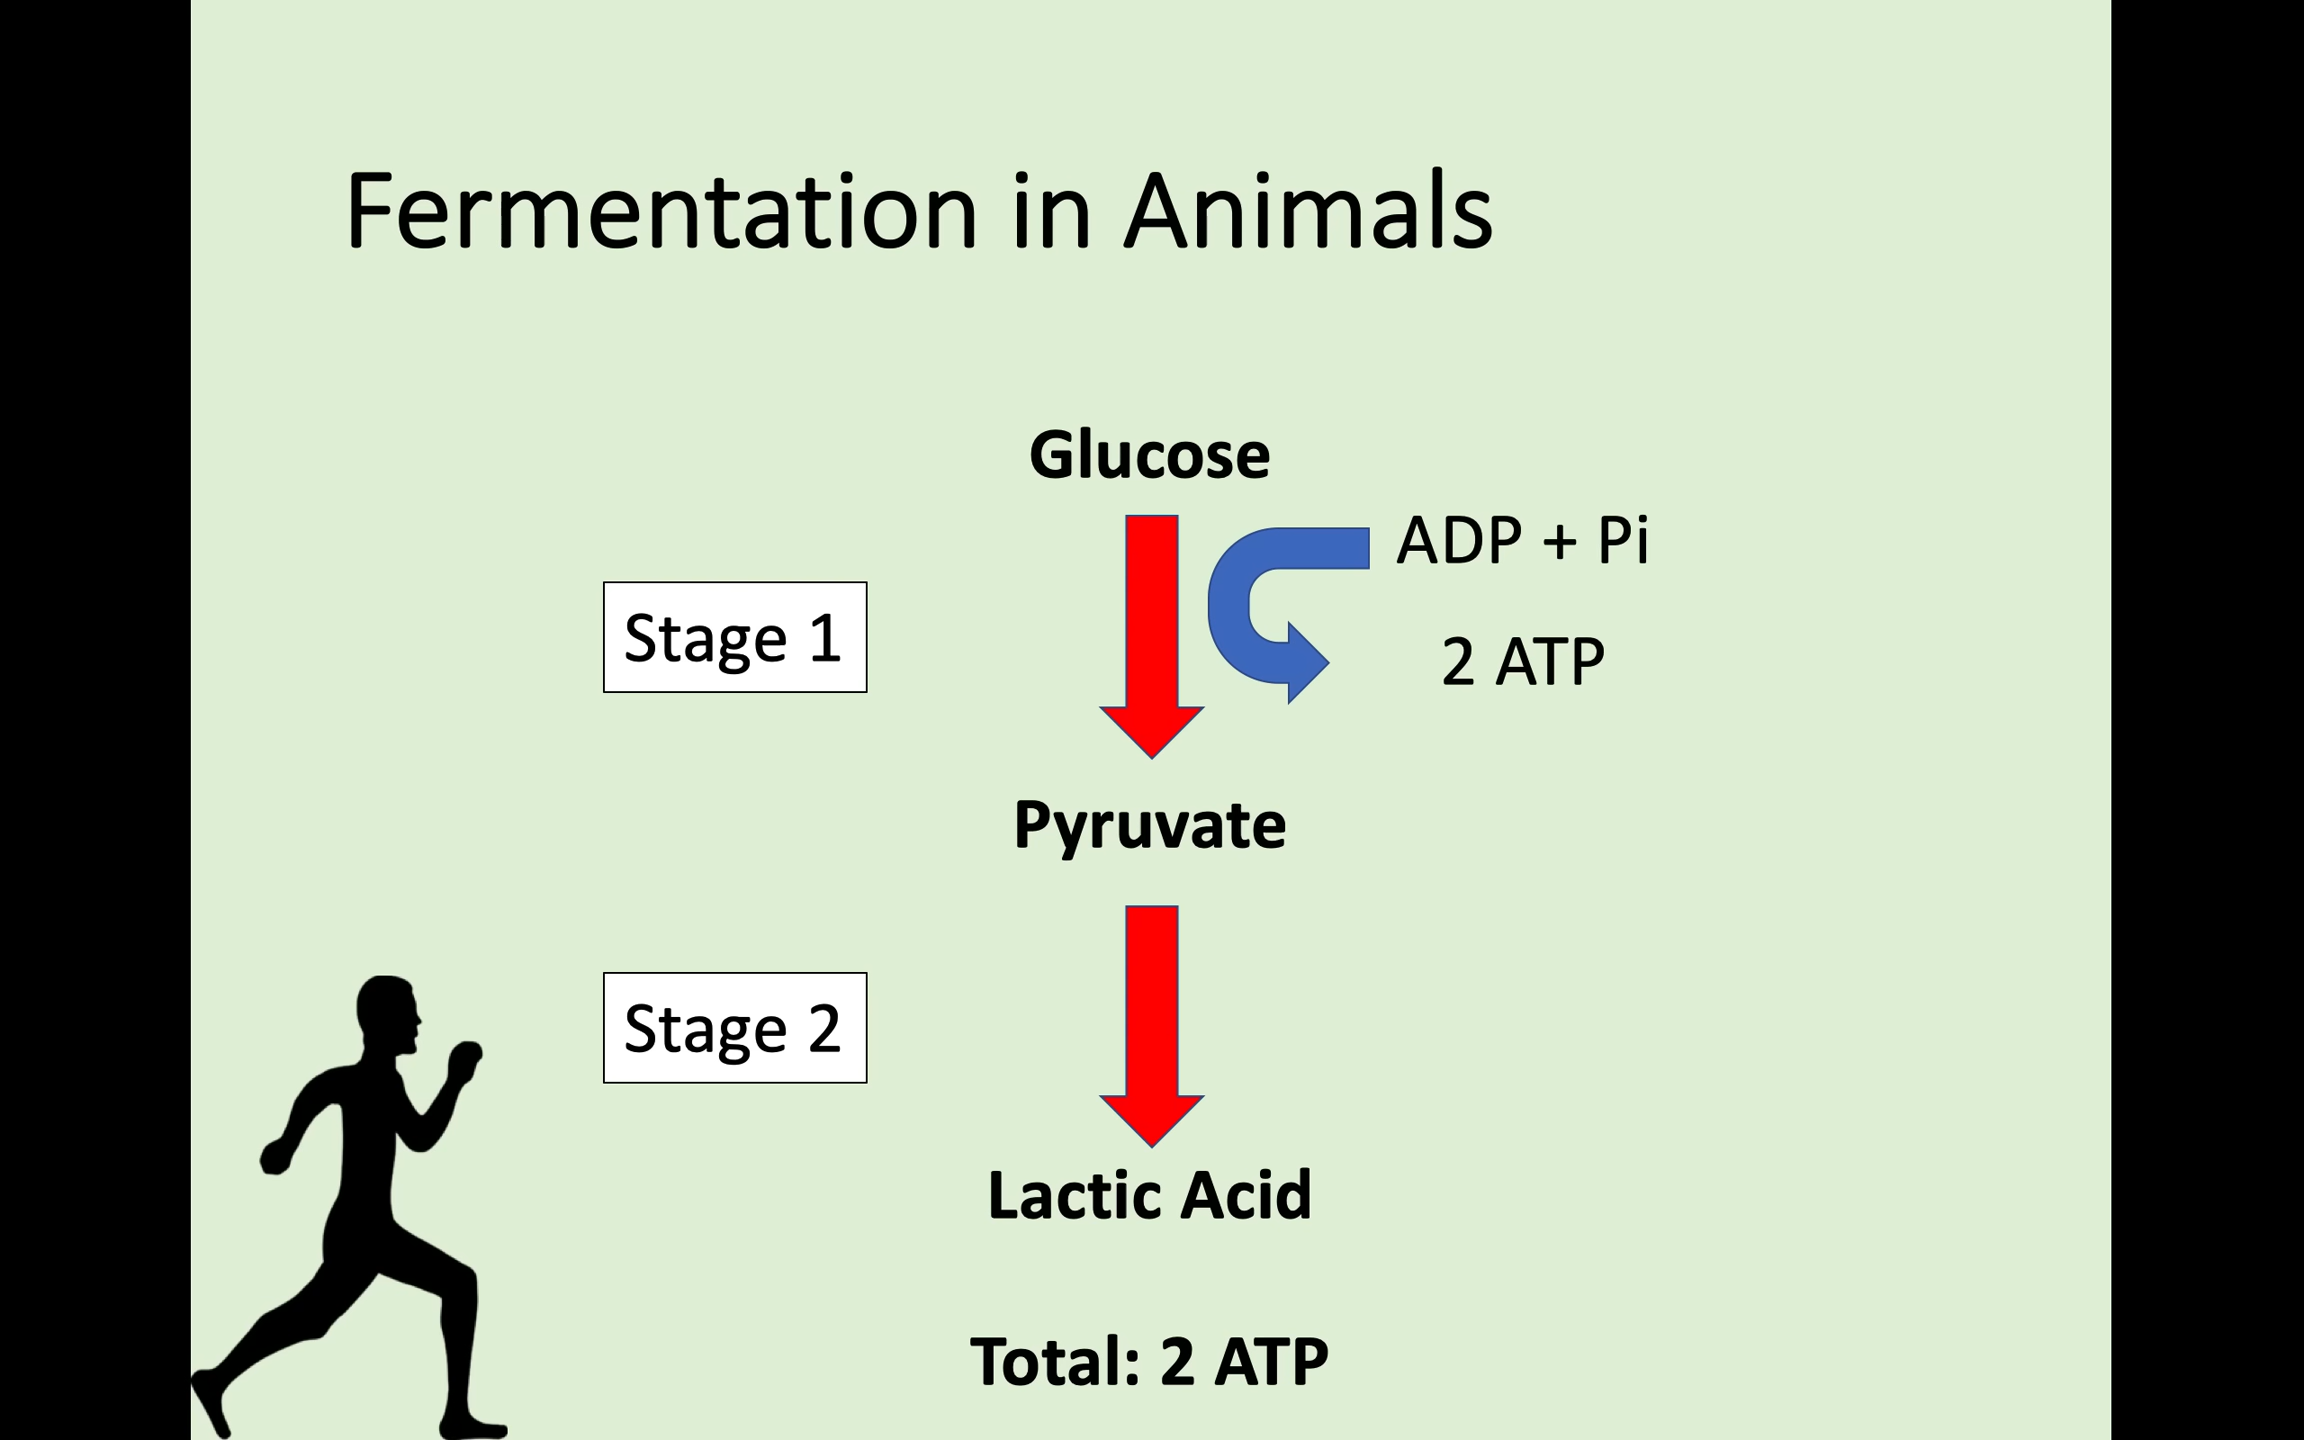 Fermentation in Animals
Glucose
ADP + Pi
Stage 1
2 ATP
Pyruvate
Stage 2
Lactic Acid
Total: 2 ATP